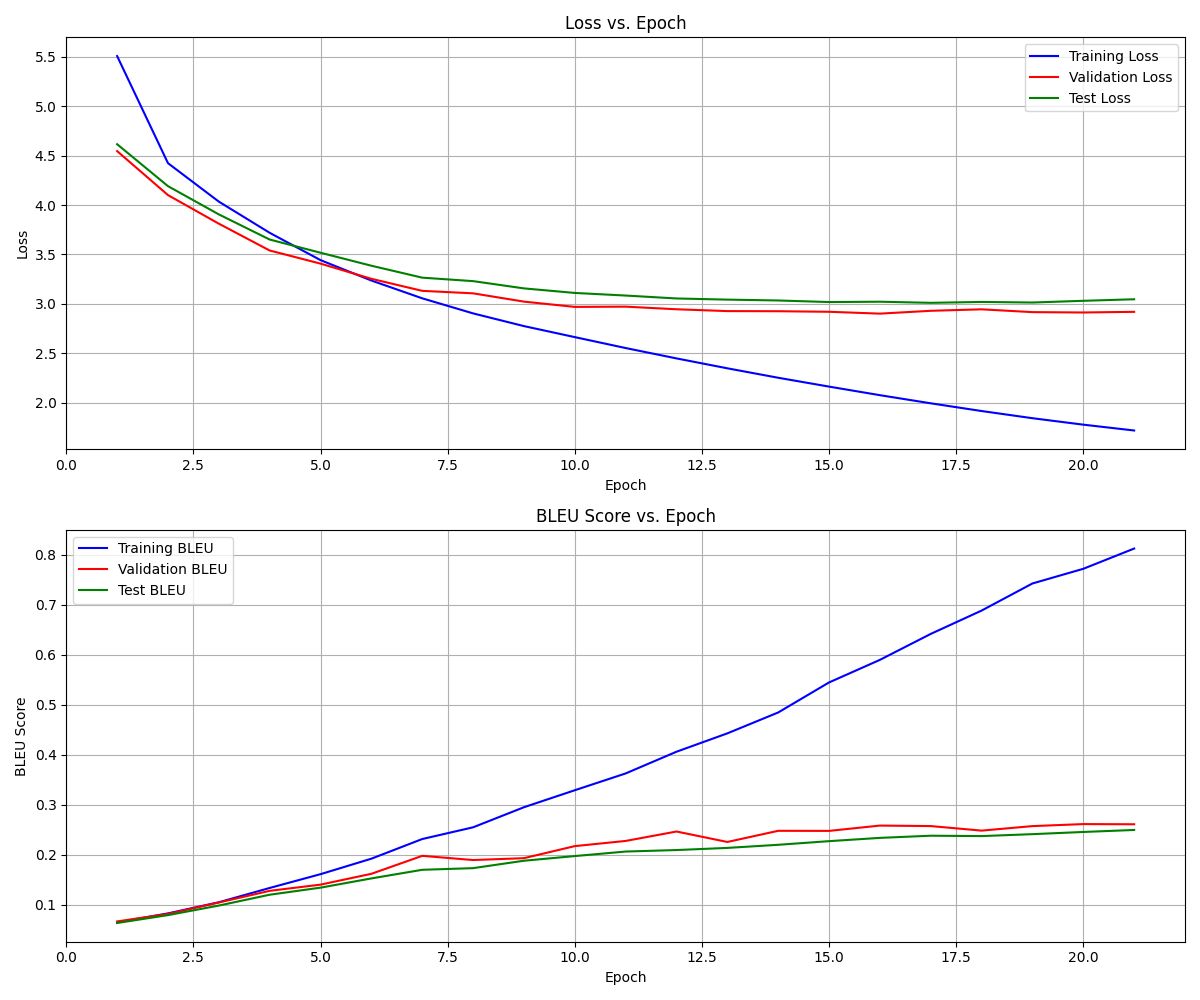 Loss vs. Epoch
5.5
5.0
4.5
4.0
3.5
3.0
2.5
2.0
Loss
Training Loss
Validation Loss
Test Loss
0.0 2.5 5.0 7.5 10.0 12.5 15.0 17.5 20.0
Epoch
BLEU Score vs. Epoch
0.8
0.7
0.6
0.5
0.4
0.3
0.2
0.1
BLEU Score
Training BLEU
Validation BLEU
Test BLEU
0.0 2.5 5.0 7.5 10.0 12.5 15.0 17.5 20.0
Epoch